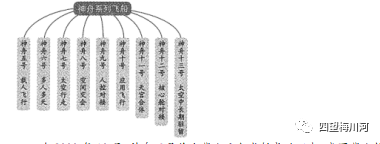 神舟系列飞船
神舟五号 载人飞行
神舟六号 多人多天
神舟七号 太空行走
神舟八号 空间交会
神舟九号 人控对接
神舟十号 应用飞行
神舟十一号 天宫合体
神舟十二号 核心舱对接
神舟十三号 太空中长期驻留
四望梅川河